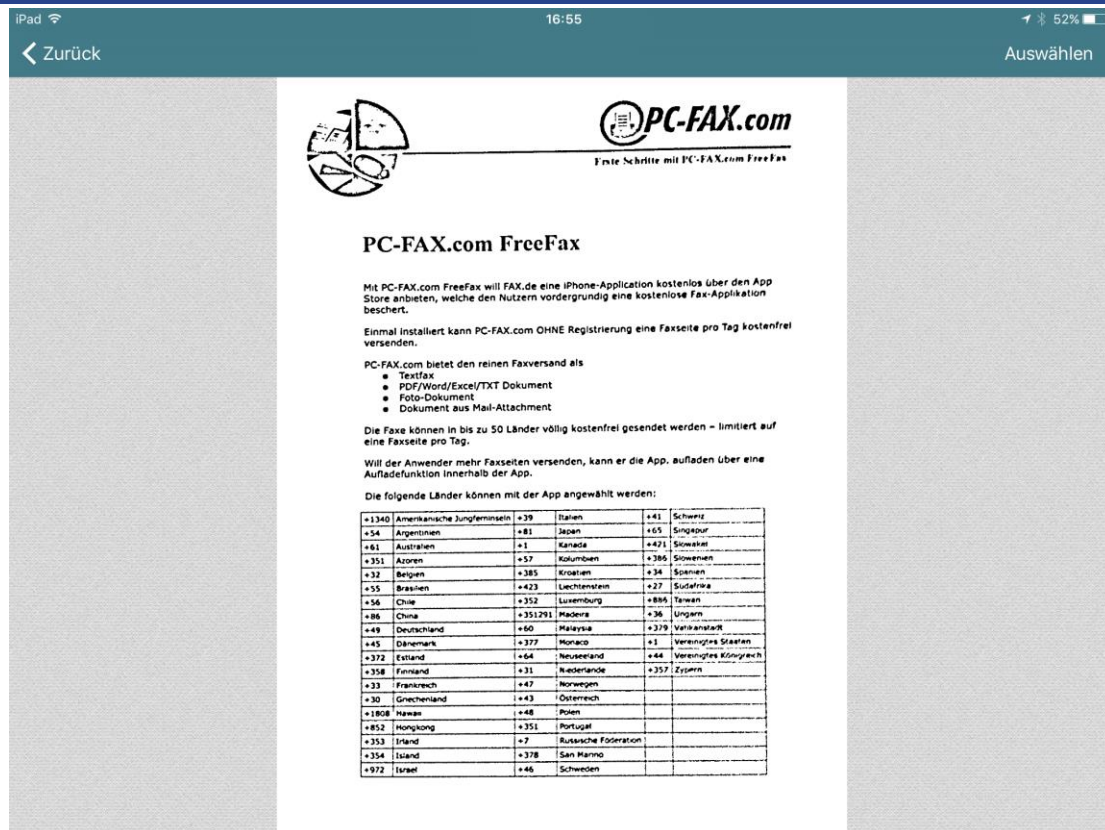 iPad 16:55 52%
Zurück Auswählen
PC-FAX.com
Erste Schritte mit PC-FAX.com FreeFax
PC-FAX.com FreeFax
Mit PC-FAX.com FreeFax will FAX.de eine iPhone-Application kostenlos über den App
Store anbieten, welche den Nutzern vordergrundig eine kostenlose Fax-Applikation
beschert.
Einmal installiert kann PC-FAX.com OHNE Registrierung eine Faxseite pro Tag kostenfrei
versenden.
PC-FAX.com bietet den reinen Faxversand als
• Textfax
• PDF/Word/Excel/TXT Dokument
• Foto-Dokument
• Dokument aus Mail-Attachment
Die Faxe können in bis zu 50 Länder völlig kostenfrei gesendet werden – limitiert auf
eine Faxseite pro Tag.
Will der Anwender mehr Faxseiten versenden, kann er die App. aufladen über eine
Aufladefunktion innerhalb der App.
Die folgende Länder können mit der App angewählt werden:
+1340 Amerikanische Jungferninseln +39 Italien +41 Schweiz
+54 Argentinien +81 Japan +65 Singapur
+61 Australien +1 Kanada +421 Slowakei
+351 Azoren +57 Kolumbien +386 Slowenien
+32 Belgien +385 Kroatien +34 Spanien
+55 Brasilien +423 Liechtenstein +27 Südafrika
+56 Chile +352 Luxemburg +886 Taiwan
+86 China +351291 Madeira +36 Ungarn
+49 Deutschland +60 Malaysia +379 Vatikanstadt
+45 Dänemark +377 Monaco +1 Vereinigtes Staaten
+372 Estland +64 Neuseeland +44 Vereinigtes Königreich
+358 Finnland +31 Niederlande +357 Zypern
+33 Frankreich +47 Norwegen
+30 Griechenland +43 Österreich
+1808 Hawaii +48 Polen
+852 Hongkong +351 Portugal
+353 Irland +7 Russische Föderation
+354 Island +378 San Marino
+972 Israel +46 Schweden